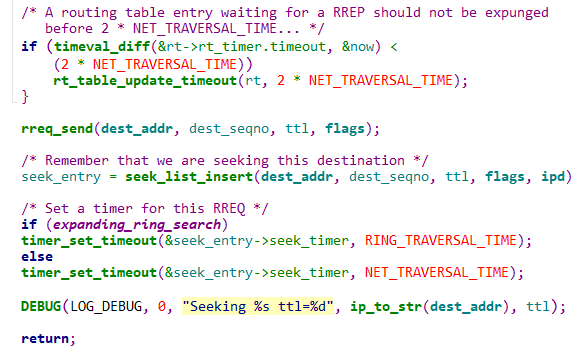 /* A routing table entry waiting for a RREP should not be expunged
before 2 * NET_TRAVERSAL_TIME... */
if (timeval_diff(&rt->rt_timer.timeout, &now) <
(2 * NET_TRAVERSAL_TIME))
rt_table_update_timeout(rt, 2 * NET_TRAVERSAL_TIME);
}
rreq_send(dest_addr, dest_seqno, ttl, flags);
/* Remember that we are seeking this destination */
seek_entry = seek_list_insert(dest_addr, dest_seqno, ttl, flags, ipd)
/* Set a timer for this RREQ */
if (expanding_ring_search)
timer_set_timeout(&seek_entry->seek_timer, RING_TRAVERSAL_TIME);
else
timer_set_timeout(&seek_entry->seek_timer, NET_TRAVERSAL_TIME);
DEBUG(LOG_DEBUG, 0, "Seeking %s ttl=%d", ip_to_str(dest_addr), ttl);
return;